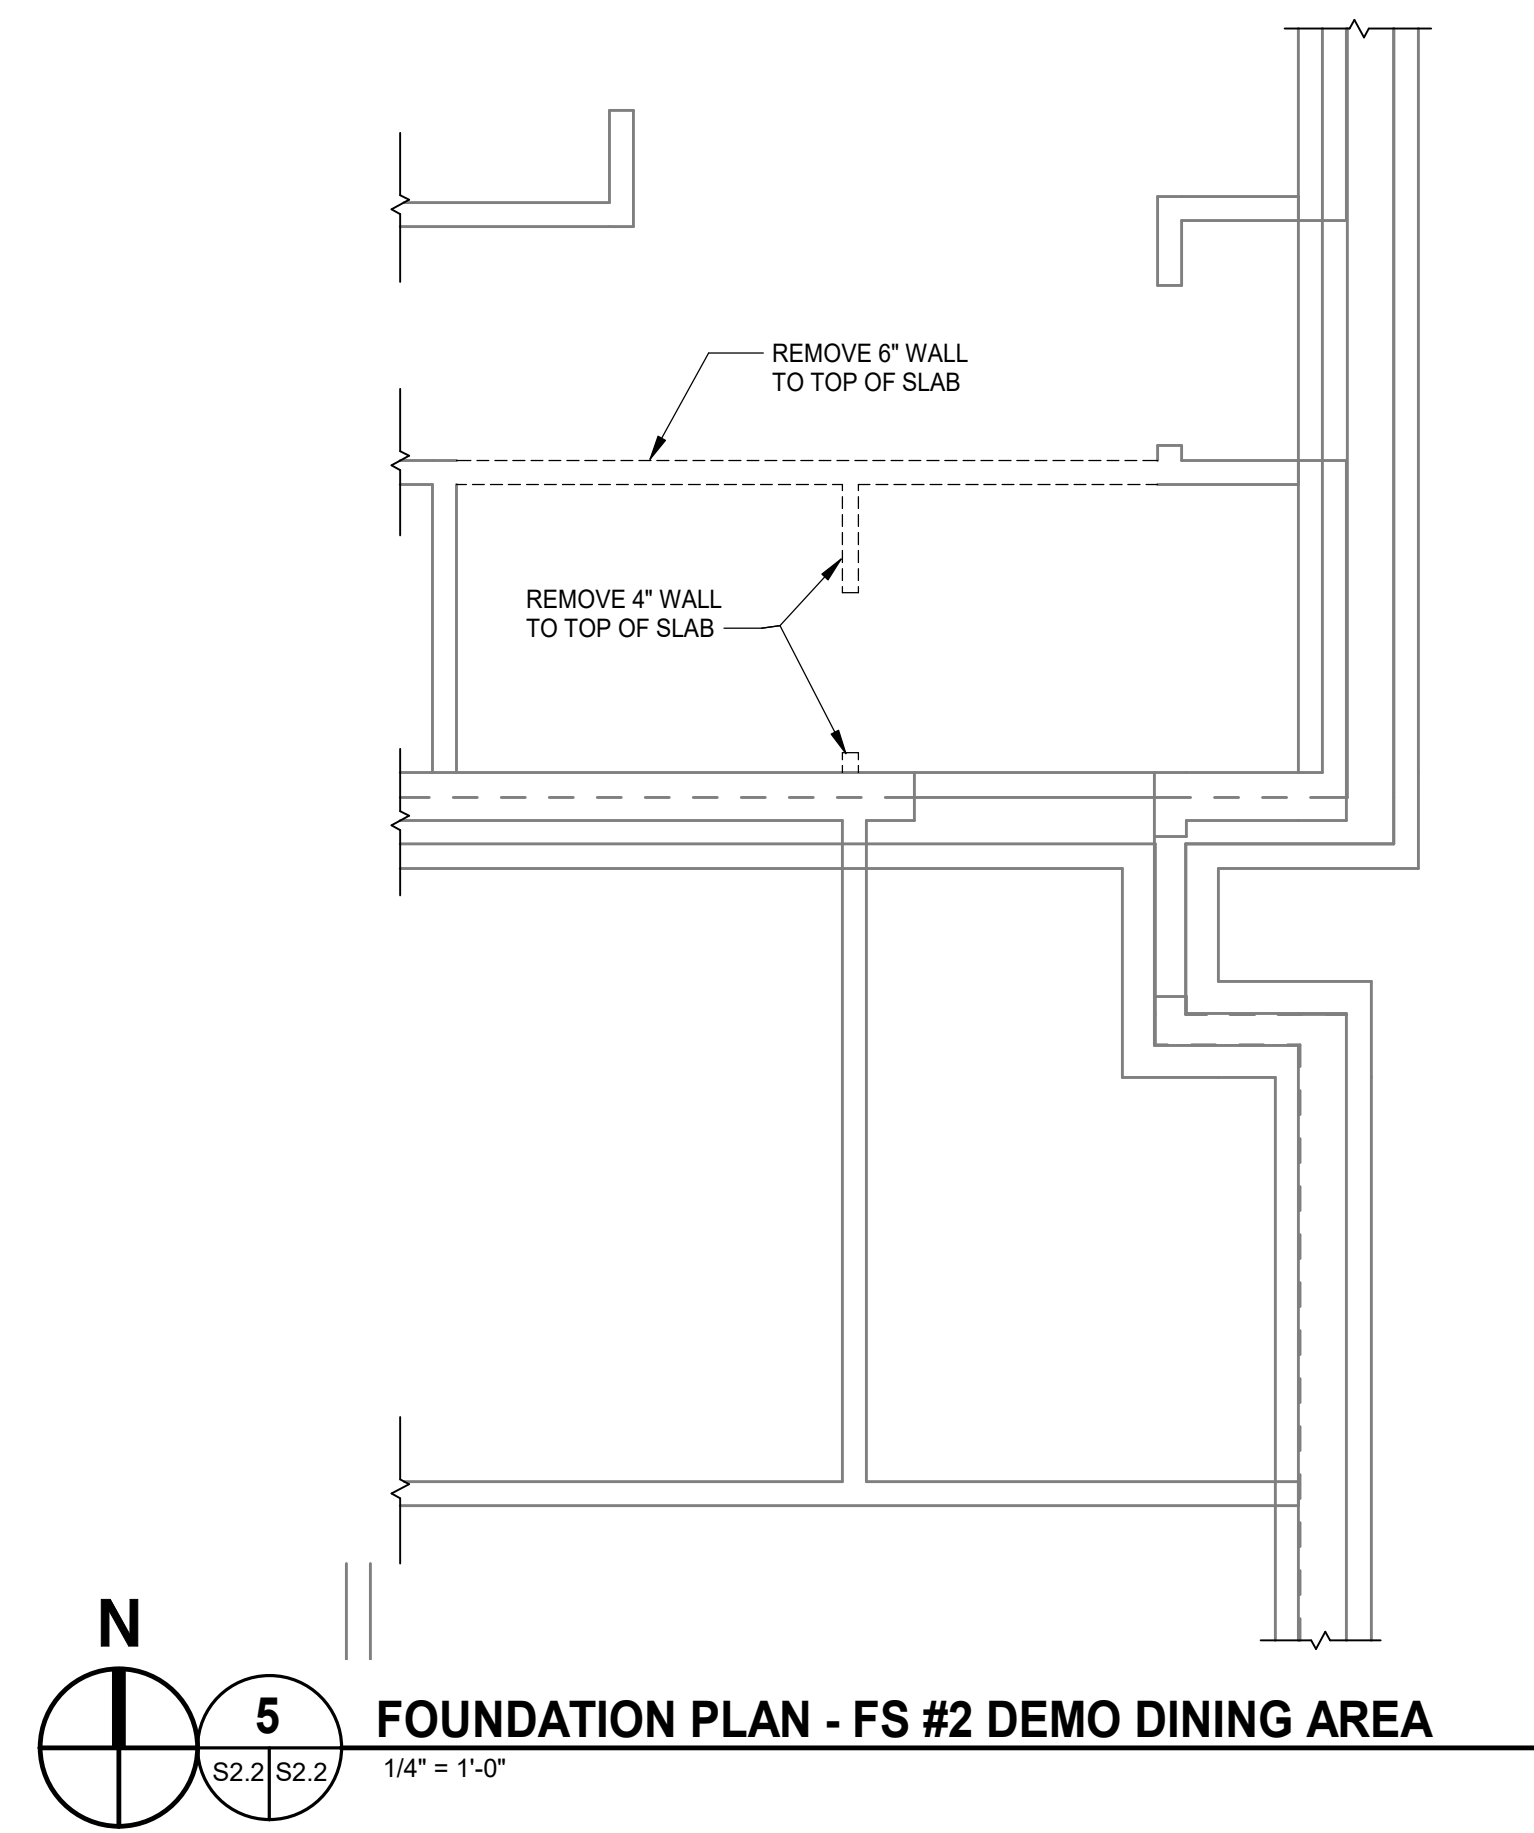 REMOVE 6" WALL
TO TOP OF SLAB
REMOVE 4" WALL
TO TOP OF SLAB
N
5
S2.2 S2.2
FOUNDATION PLAN - FS #2 DEMO DINING AREA
1/4" = 1'-0"